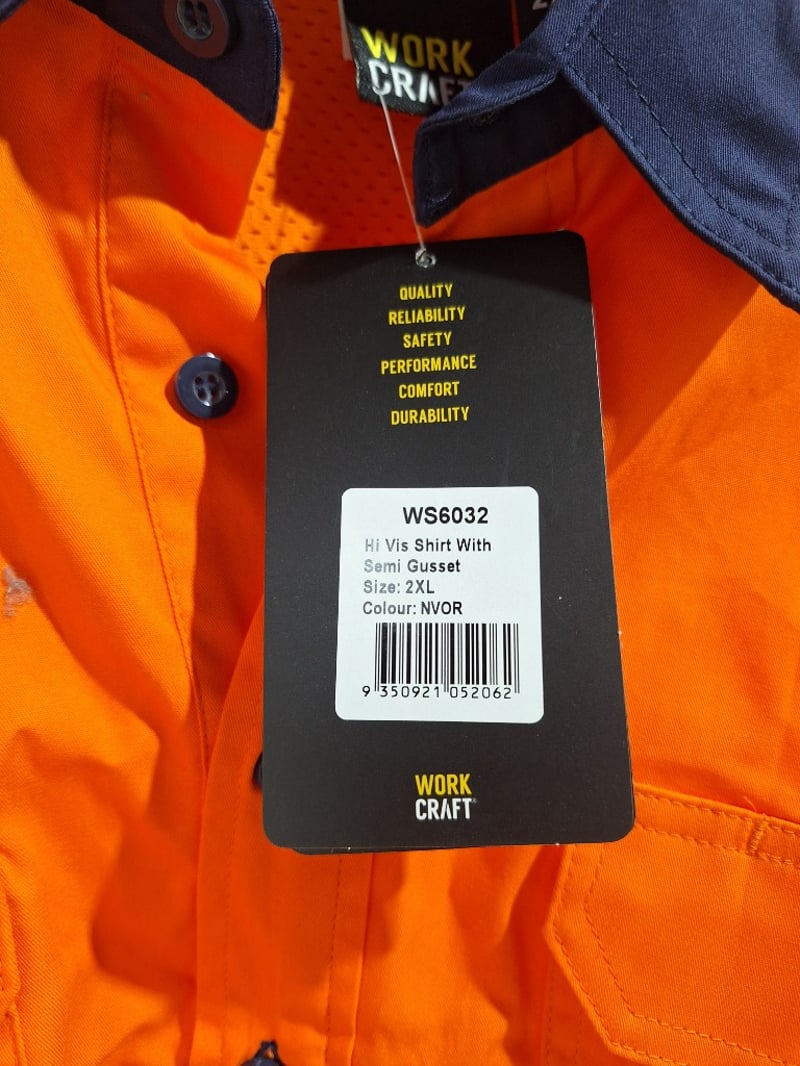 WORK
CRAFT
QUALITY
RELIABILITY
SAFETY
PERFORMANCE
COMFORT
DURABILITY
WS6032
Hi Vis Shirt With
Semi Gusset
Size: 2XL
Colour: NVOR
9 350921 052062
WORK
CRAFT